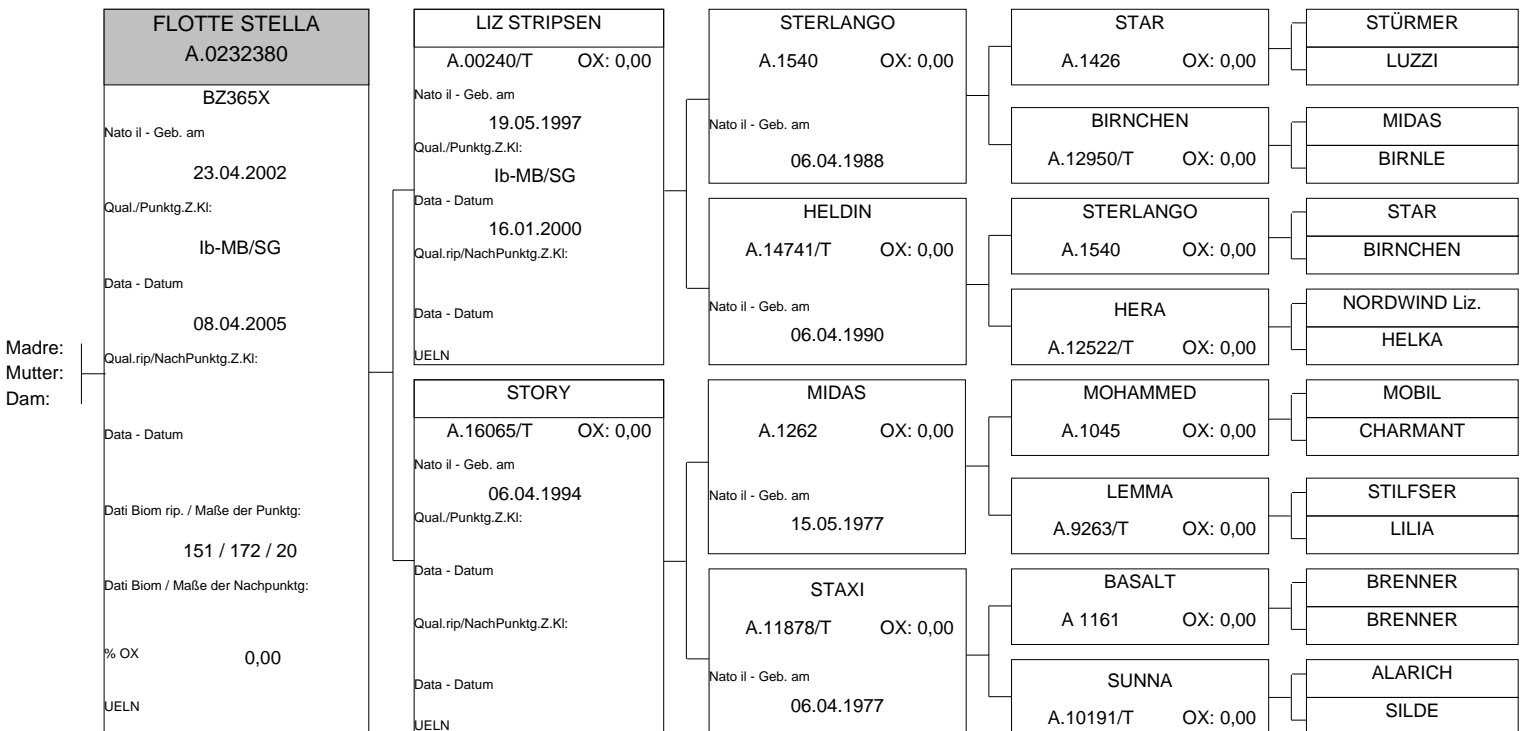 Madre:
Mutter:
Dam:
FLOTTE STELLA
A.0232380
BZ365X
Nato il - Geb. am
23.04.2002
Qual./Punktg.Z.Kl:
Ib-MB/SG
Data - Datum
08.04.2005
Qual.rip/NachPunktg.Z.Kl:
Data - Datum
Dati Biom rip. / Maße der Punktg:
151 / 172 / 20
Dati Biom / Maße der Nachpunktg:
% OX 0,00
UELN
LIZ STRIPSEN
A.00240/T OX: 0,00
Nato il - Geb. am
19.05.1997
Qual./Punktg.Z.Kl:
Ib-MB/SG
Data - Datum
16.01.2000
Qual.rip/NachPunktg.Z.Kl:
Data - Datum
UELN
STORY
A.16065/T OX: 0,00
Nato il - Geb. am
06.04.1994
Qual./Punktg.Z.Kl:
Data - Datum
Qual.rip/NachPunktg.Z.Kl:
Data - Datum
UELN
STERLANGO
A.1540 OX: 0,00
Nato il - Geb. am
06.04.1988
HELDIN
A.14741/T OX: 0,00
Nato il - Geb. am
06.04.1990
MIDAS
A.1262 OX: 0,00
Nato il - Geb. am
15.05.1977
STAXI
A.11878/T OX: 0,00
Nato il - Geb. am
06.04.1977
STAR
A.1426 OX: 0,00
BIRNCHEN
A.12950/T OX: 0,00
STERLANGO
A.1540 OX: 0,00
HERA
A.12522/T OX: 0,00
MOHAMMED
A.1045 OX: 0,00
LEMMA
A.9263/T OX: 0,00
BASALT
A 1161 OX: 0,00
SUNNA
A.10191/T OX: 0,00
STÜRMER
LUZZI
MIDAS
BIRNLE
STAR
BIRNCHEN
NORDWIND Liz.
HELKA
MOBIL
CHARMANT
STILFSER
LILIA
BRENNER
BRENNER
ALARICH
SILDE